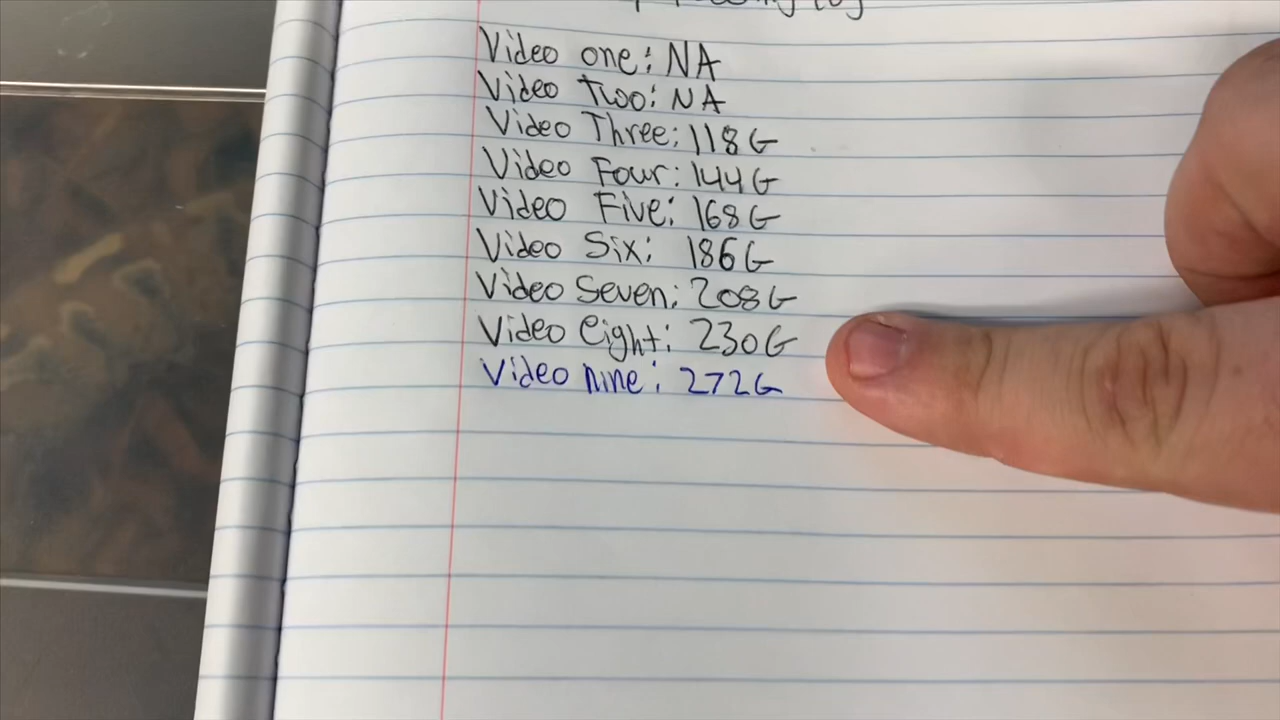 log
Video one: NA
Video Two: NA
Video Three: 118G
Video Four: 144G
Video Five: 168G
Video Six: 186G
Video Seven: 208G
Video eight: 230G
Video nine: 272G